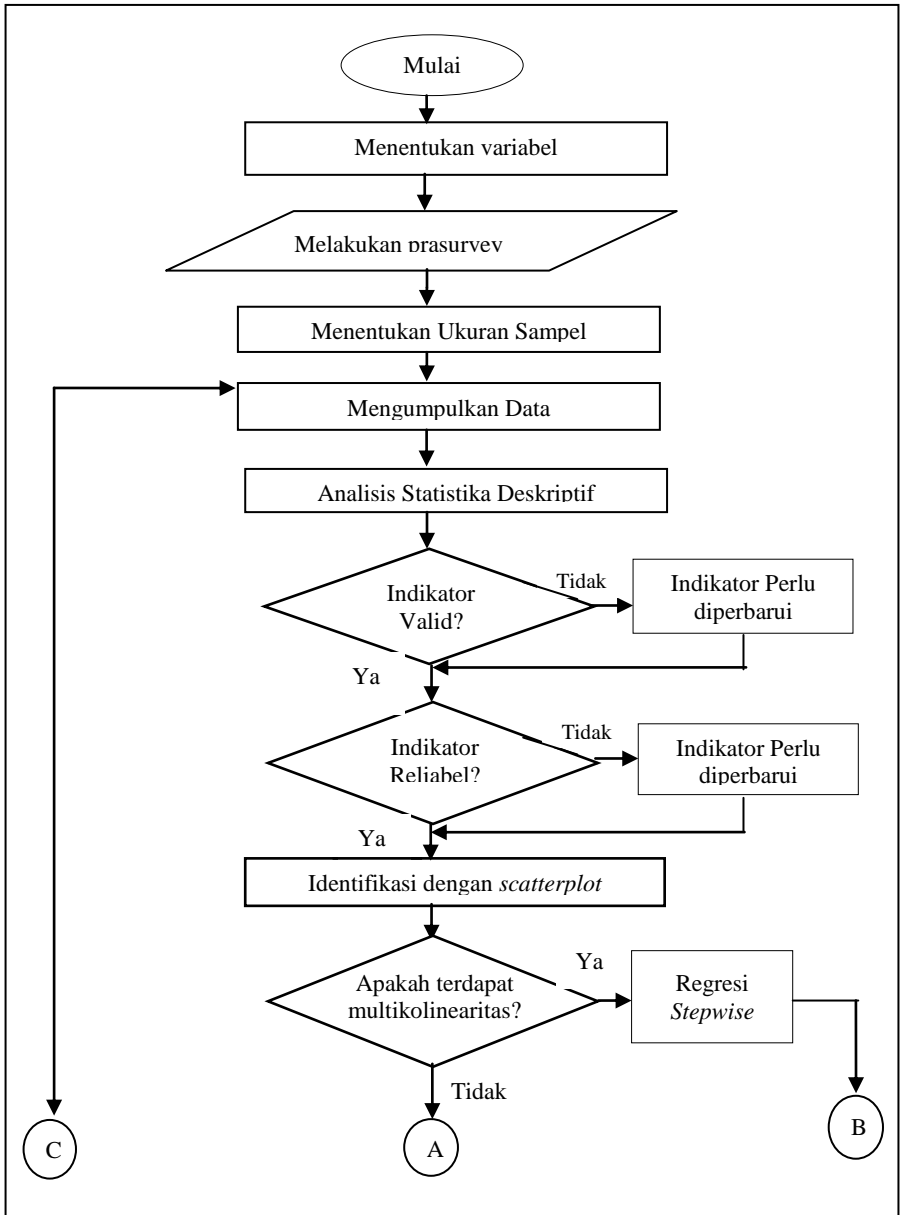 Mulai
Menentukan variabel
Melakukan prasurvey
Menentukan Ukuran Sampel
Mengumpulkan Data
Analisis Statistika Deskriptif
Indikator
Valid?
Tidak
Indikator Perlu
diperbarui
Ya
Indikator
Reliabel?
Tidak
Indikator Perlu
diperbarui
Ya
Identifikasi dengan scatterplot
Apakah terdapat
multikolinearitas?
Ya
Regresi
Stepwise
Tidak
C
A
B